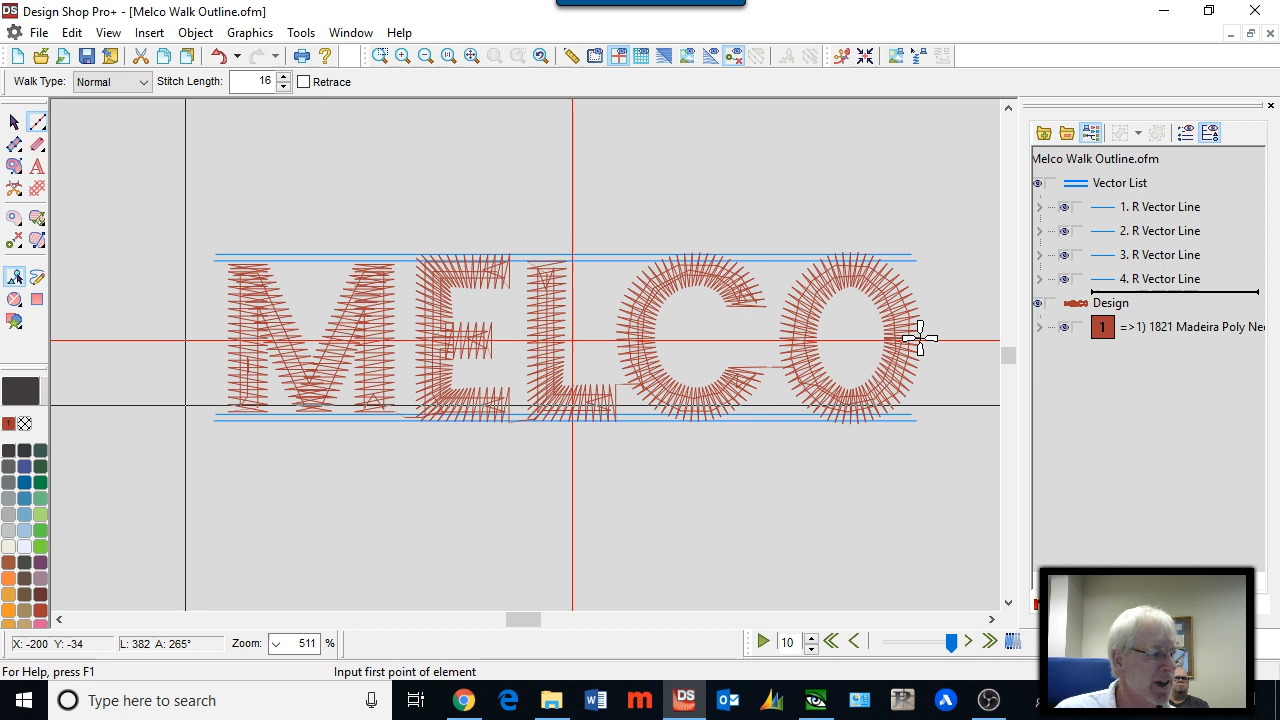 DS Design Shop Pro+ - [Melco Walk Outline.ofm]
File Edit View Insert Object Graphics Tools Window Help
Walk Type: Normal Stitch Length: 16 Retrace
MELCO
Melco Walk Outline.ofm
Vector List
1. R Vector Line
2. R Vector Line
3. R Vector Line
4. R Vector Line
Design
1 =>1) 1821 Madeira Poly Ne
1
X: -200 Y: -34 L: 382 A: 265° Zoom: 511 % 10
For Help, press F1 Input first point of element
Type here to search
DS